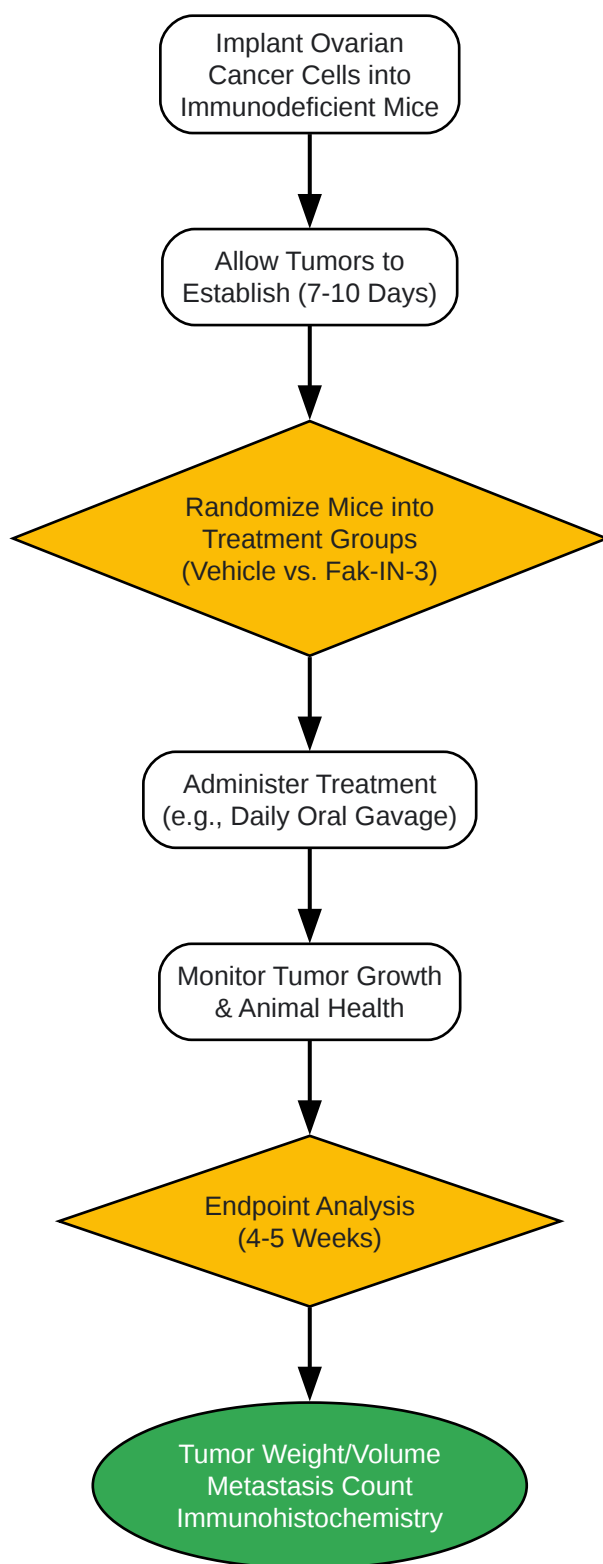 Implant Ovarian
Cancer Cells into
Immunodeficient Mice
Allow Tumors to
Establish (7-10 Days)
Randomize Mice into
Treatment Groups
(Vehicle vs. Fak-IN-3)
Administer Treatment
(e.g., Daily Oral Gavage)
Monitor Tumor Growth
& Animal Health
Endpoint Analysis
(4-5 Weeks)
Tumor Weight/Volume
Metastasis Count
Immunohistochemistry